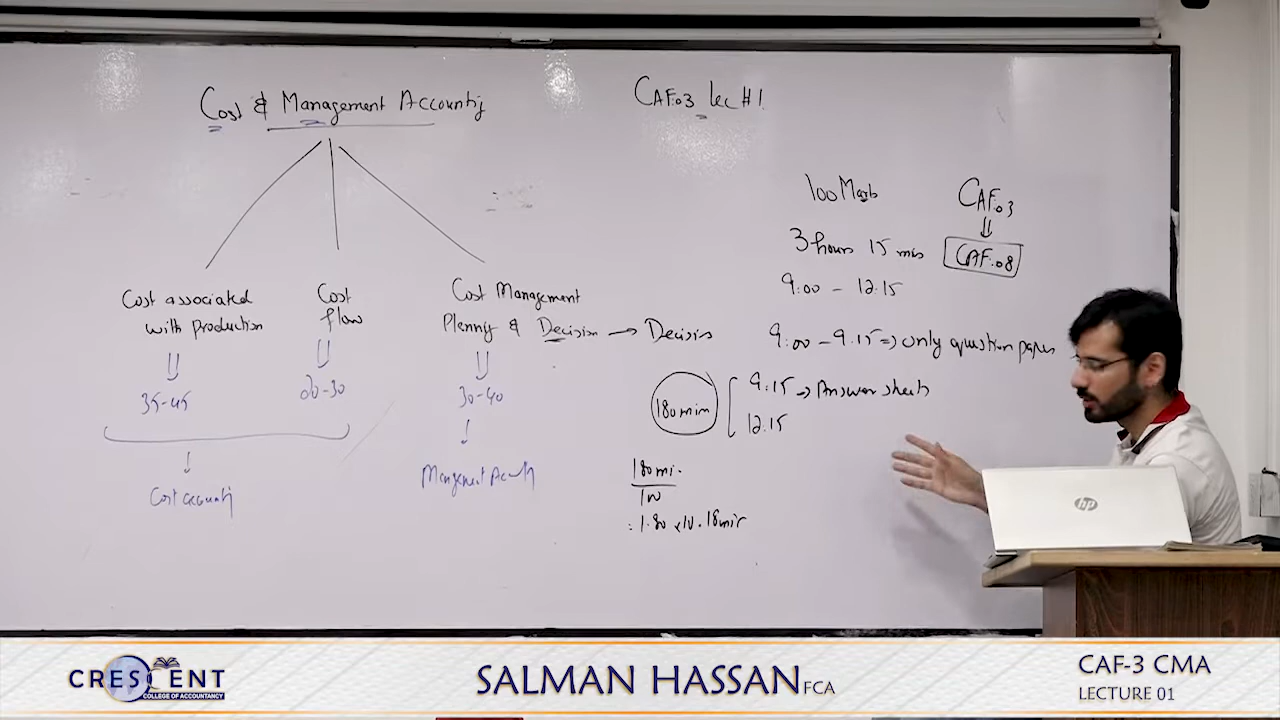 Cost & Management Accounting
CAF.03 Lec #1
Cost associated
with production
35-45
Cost
flow
20-30
Cost Management
Planning & Decision → Decision
30-40
Cost accounting
Management
100 Marks
3 hours 15 mins
9:00 - 12.15
CAF.03
CAF.08
9:00 - 9.15 => only question paper
180 min
9:15 → Answer sheets
12.15
180 mi.
100
1.80 x 10. 18 min
hp
CRESCENT
COLLEGE OF ACCOUNTANCY
SALMAN HASSAN FCA
CAF-3 CMA
LECTURE 01